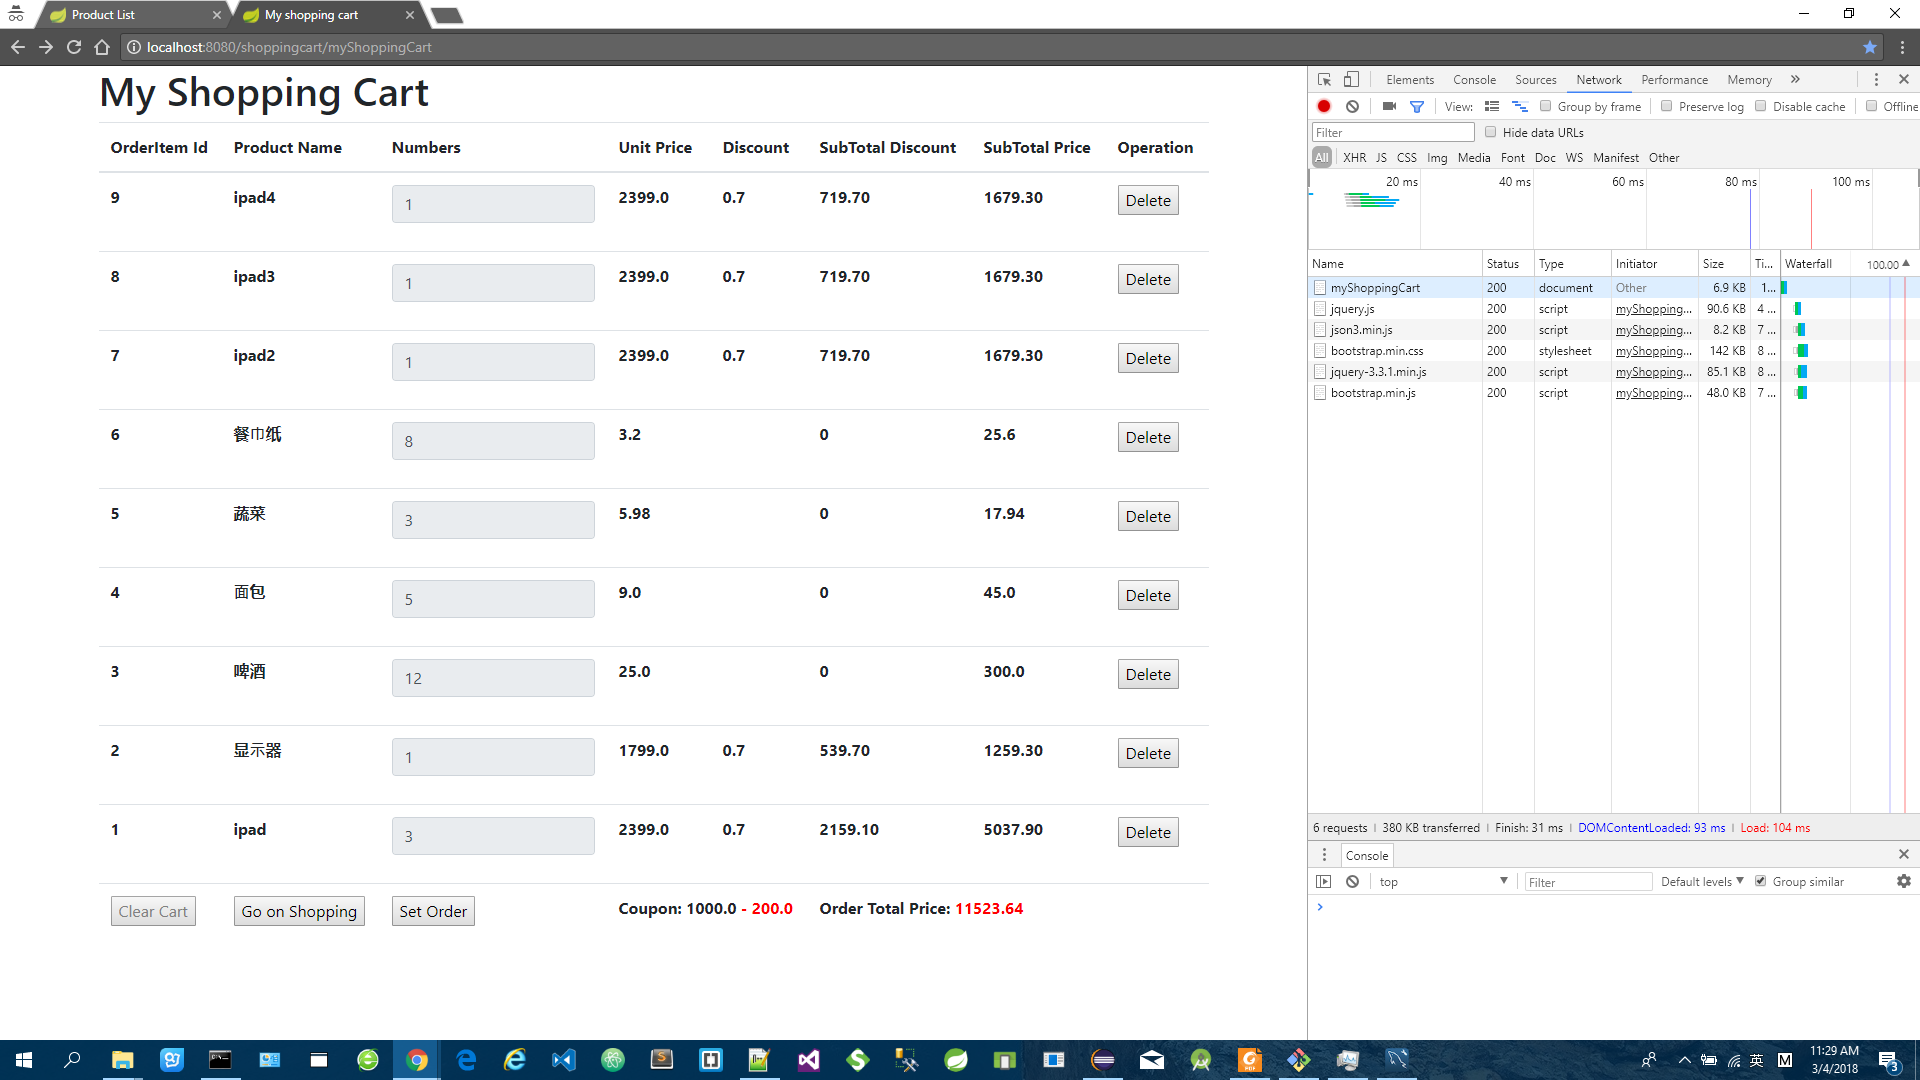 Product List
My shopping cart
localhost:8080/shoppingcart/myShoppingCart
My Shopping Cart
OrderItem Id Product Name Numbers Unit Price Discount SubTotal Discount SubTotal Price Operation
9 ipad4 1 2399.0 0.7 719.70 1679.30 Delete
8 ipad3 1 2399.0 0.7 719.70 1679.30 Delete
7 ipad2 1 2399.0 0.7 719.70 1679.30 Delete
6 餐巾纸 8 3.2 0 25.6 Delete
5 蔬菜 3 5.98 0 17.94 Delete
4 面包 5 9.0 0 45.0 Delete
3 啤酒 12 25.0 0 300.0 Delete
2 显示器 1 1799.0 0.7 539.70 1259.30 Delete
1 ipad 3 2399.0 0.7 2159.10 5037.90 Delete
Clear Cart Go on Shopping Set Order Coupon: 1000.0 - 200.0 Order Total Price: 11523.64
Elements Console Sources Network Performance Memory
View: Group by frame Preserve log Disable cache Offline
Filter Hide data URLs
All XHR JS CSS Img Media Font Doc WS Manifest Other
20 ms 40 ms 60 ms 80 ms 100 ms
Name Status Type Initiator Size Ti... Waterfall 100.00
myShoppingCart 200 document Other 6.9 KB 1...
jquery.js 200 script myShopping... 90.6 KB 4 ...
json3.min.js 200 script myShopping... 8.2 KB 7 ...
bootstrap.min.css 200 stylesheet myShopping... 142 KB 8 ...
jquery-3.3.1.min.js 200 script myShopping... 85.1 KB 8 ...
bootstrap.min.js 200 script myShopping... 48.0 KB 7 ...
6 requests | 380 KB transferred | Finish: 31 ms | DOMContentLoaded: 93 ms | Load: 104 ms
Console
top Filter Default levels Group similar
英 M 11:29 AM
3/4/2018 3